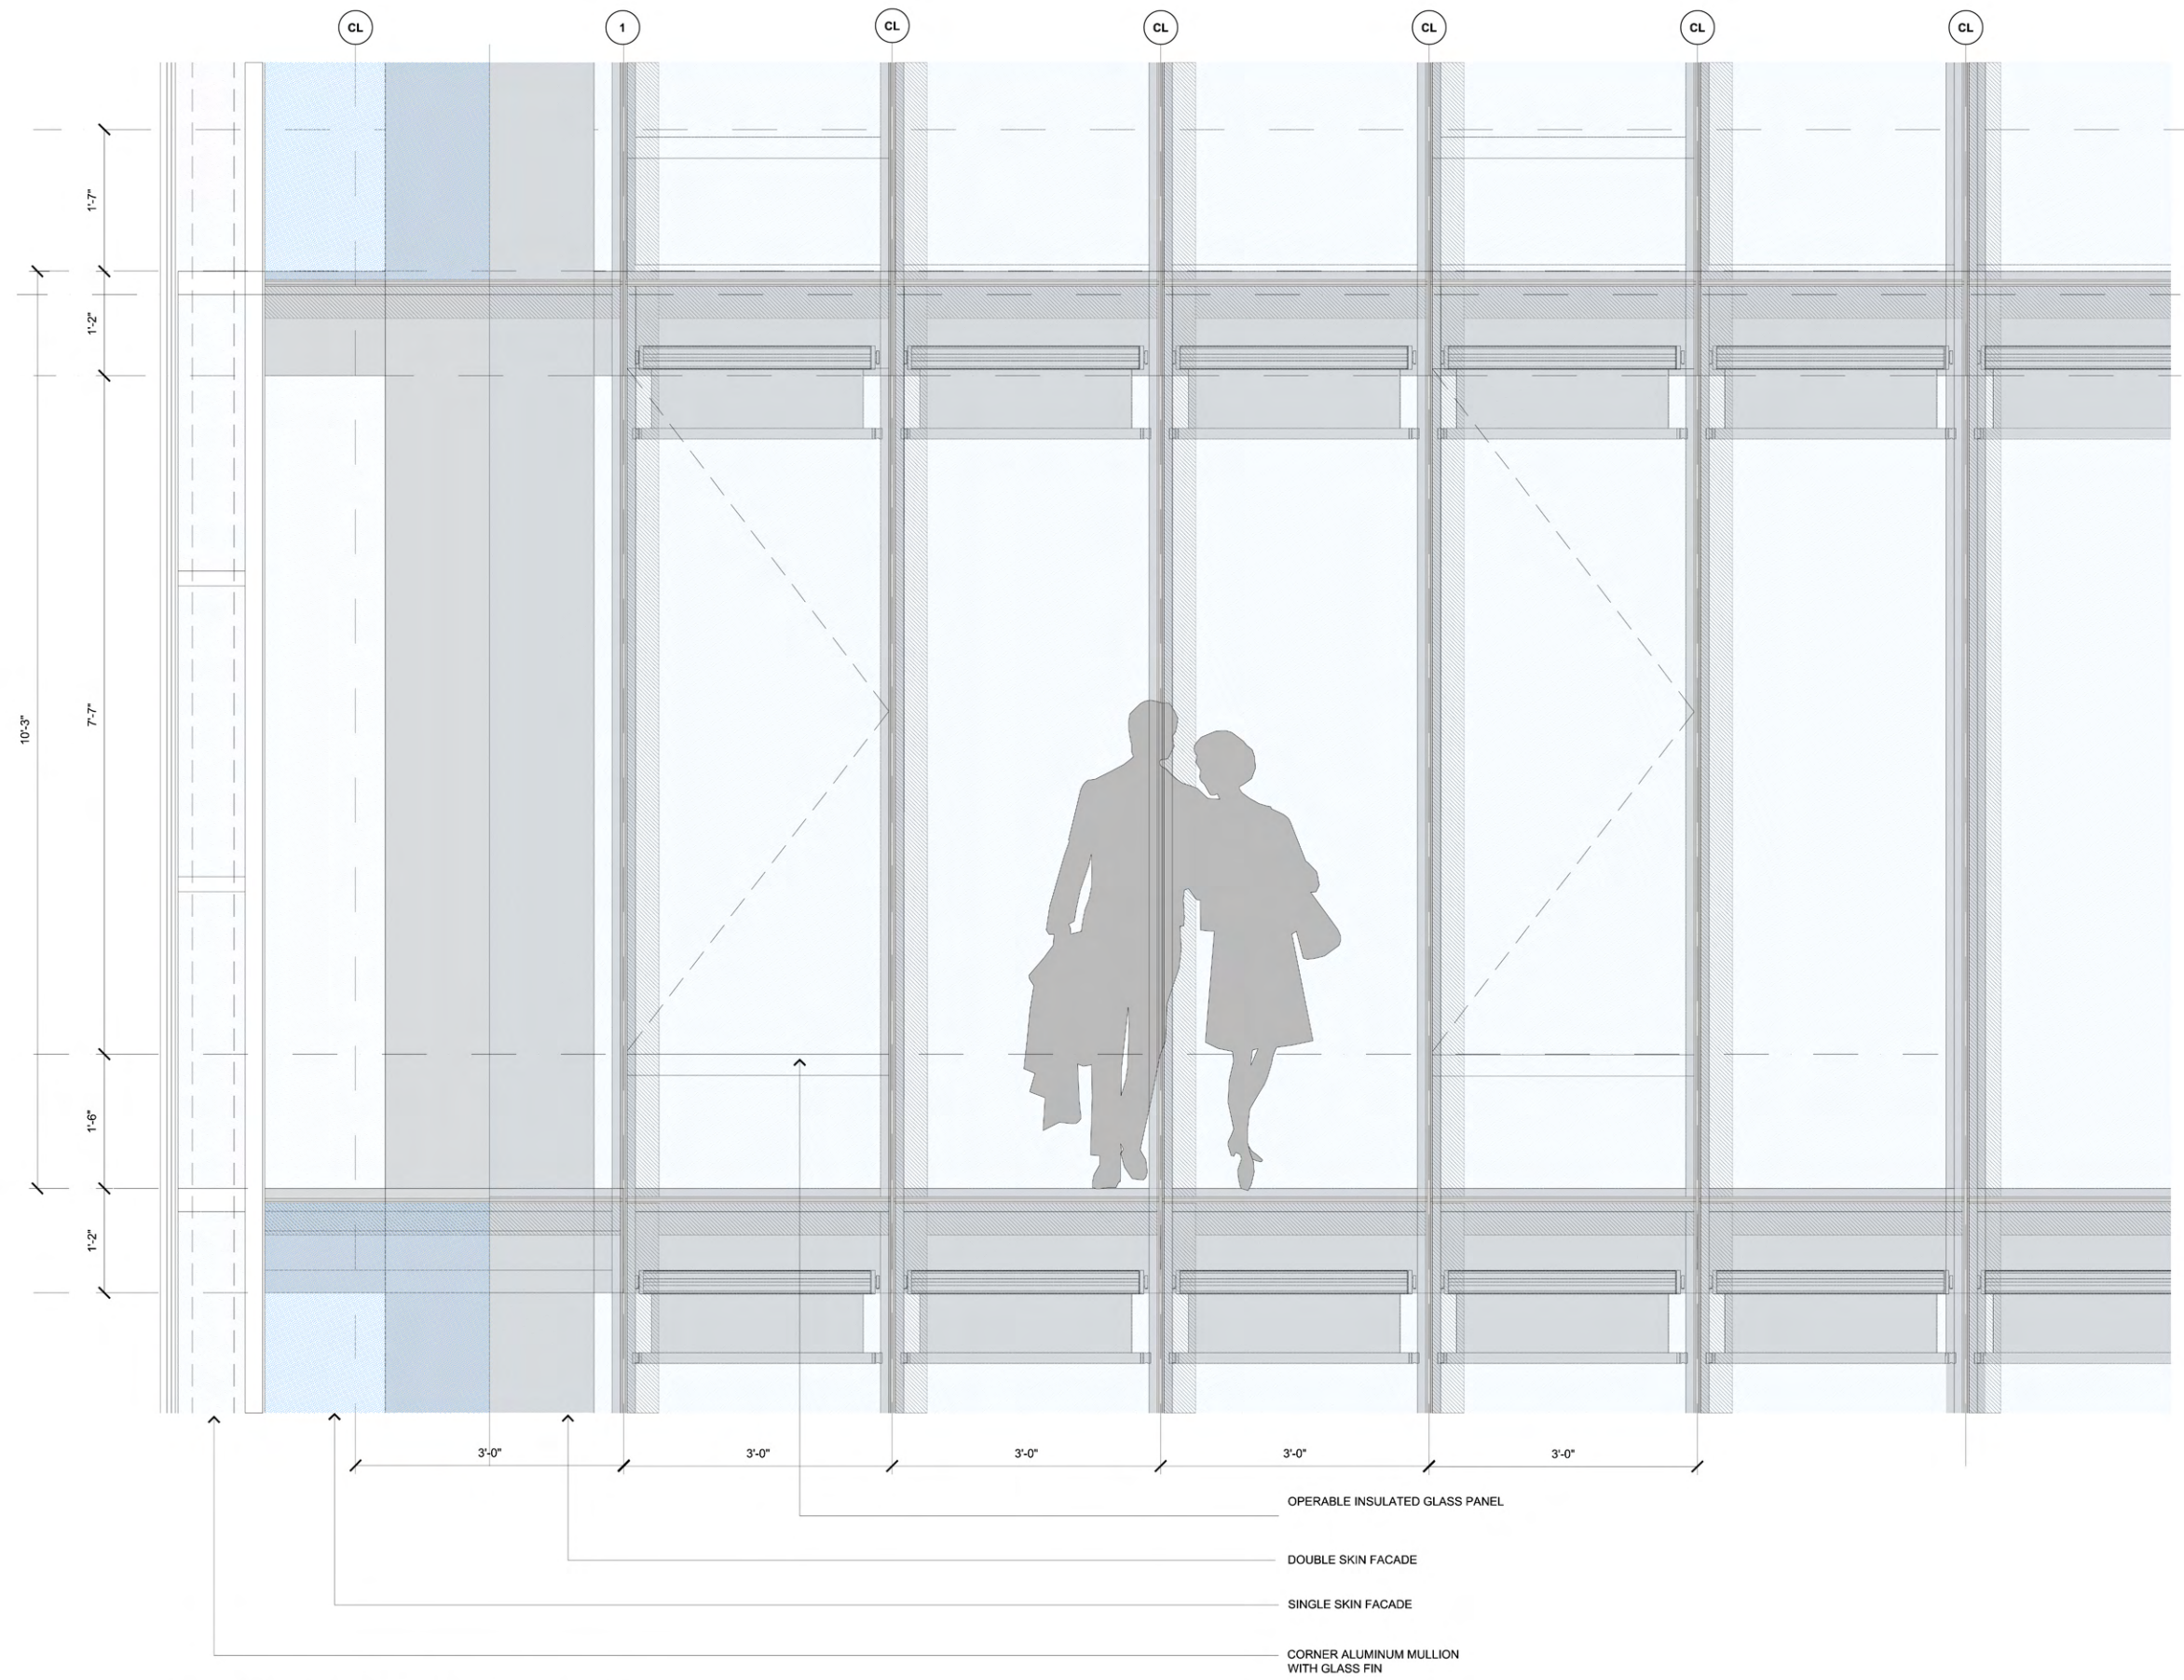 CL
1
CL
CL
CL
CL
CL
1'-7"
1'-2"
10'-3"
7'-7"
1'-6"
1'-2"
3'-0"
3'-0"
3'-0"
3'-0"
3'-0"
OPERABLE INSULATED GLASS PANEL
DOUBLE SKIN FACADE
SINGLE SKIN FACADE
CORNER ALUMINUM MULLION
WITH GLASS FIN